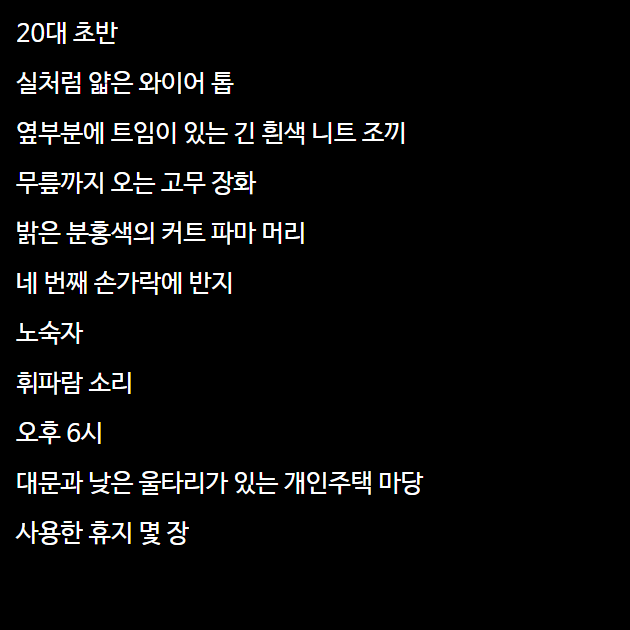 20대 초반
실처럼 얇은 와이어 톱
옆부분에 트임이 있는 긴 흰색 니트 조끼
무릎까지 오는 고무 장화
밝은 분홍색의 커트 파마 머리
네 번째 손가락에 반지
노숙자
휘파람 소리
오후 6시
대문과 낮은 울타리가 있는 개인주택 마당
사용한 휴지 몇 장